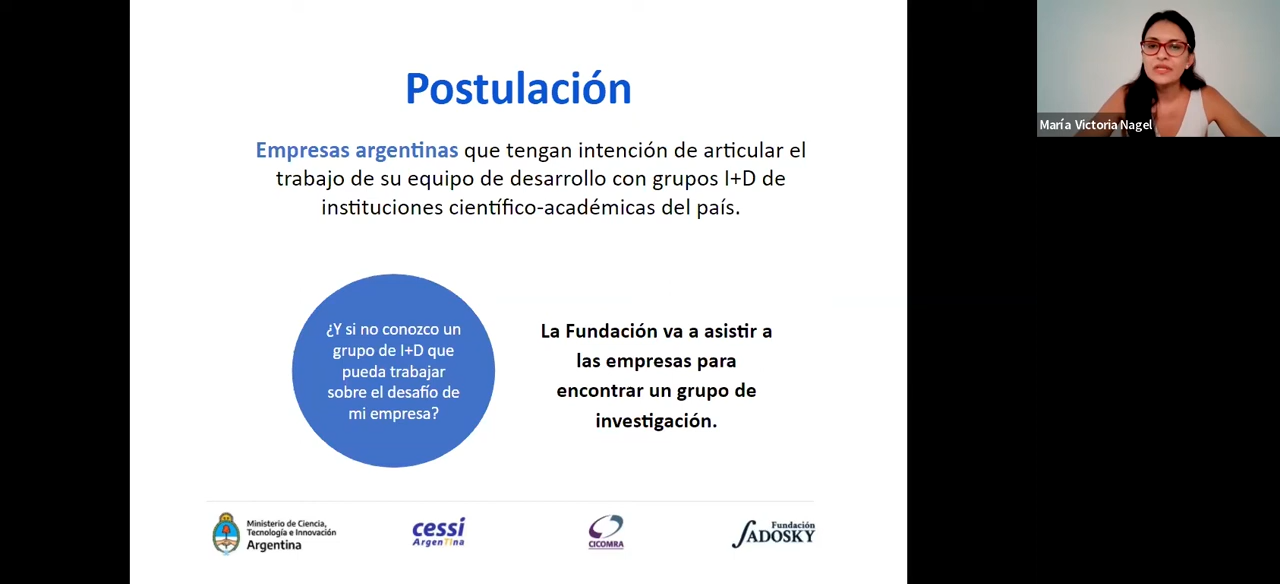 Postulación
Empresas argentinas que tengan intención de articular el
trabajo de su equipo de desarrollo con grupos I+D de
instituciones científico-académicas del país.
¿Y si no conozco un
grupo de I+D que
pueda trabajar
sobre el desafío de
mi empresa?
La Fundación va a asistir a
las empresas para
encontrar un grupo de
investigación.
Ministerio de Ciencia,
Tecnología e Innovación
Argentina
cessi
ArgenTIna
CICOMRA
Fundación
SADOSKY
María Victoria Nagel